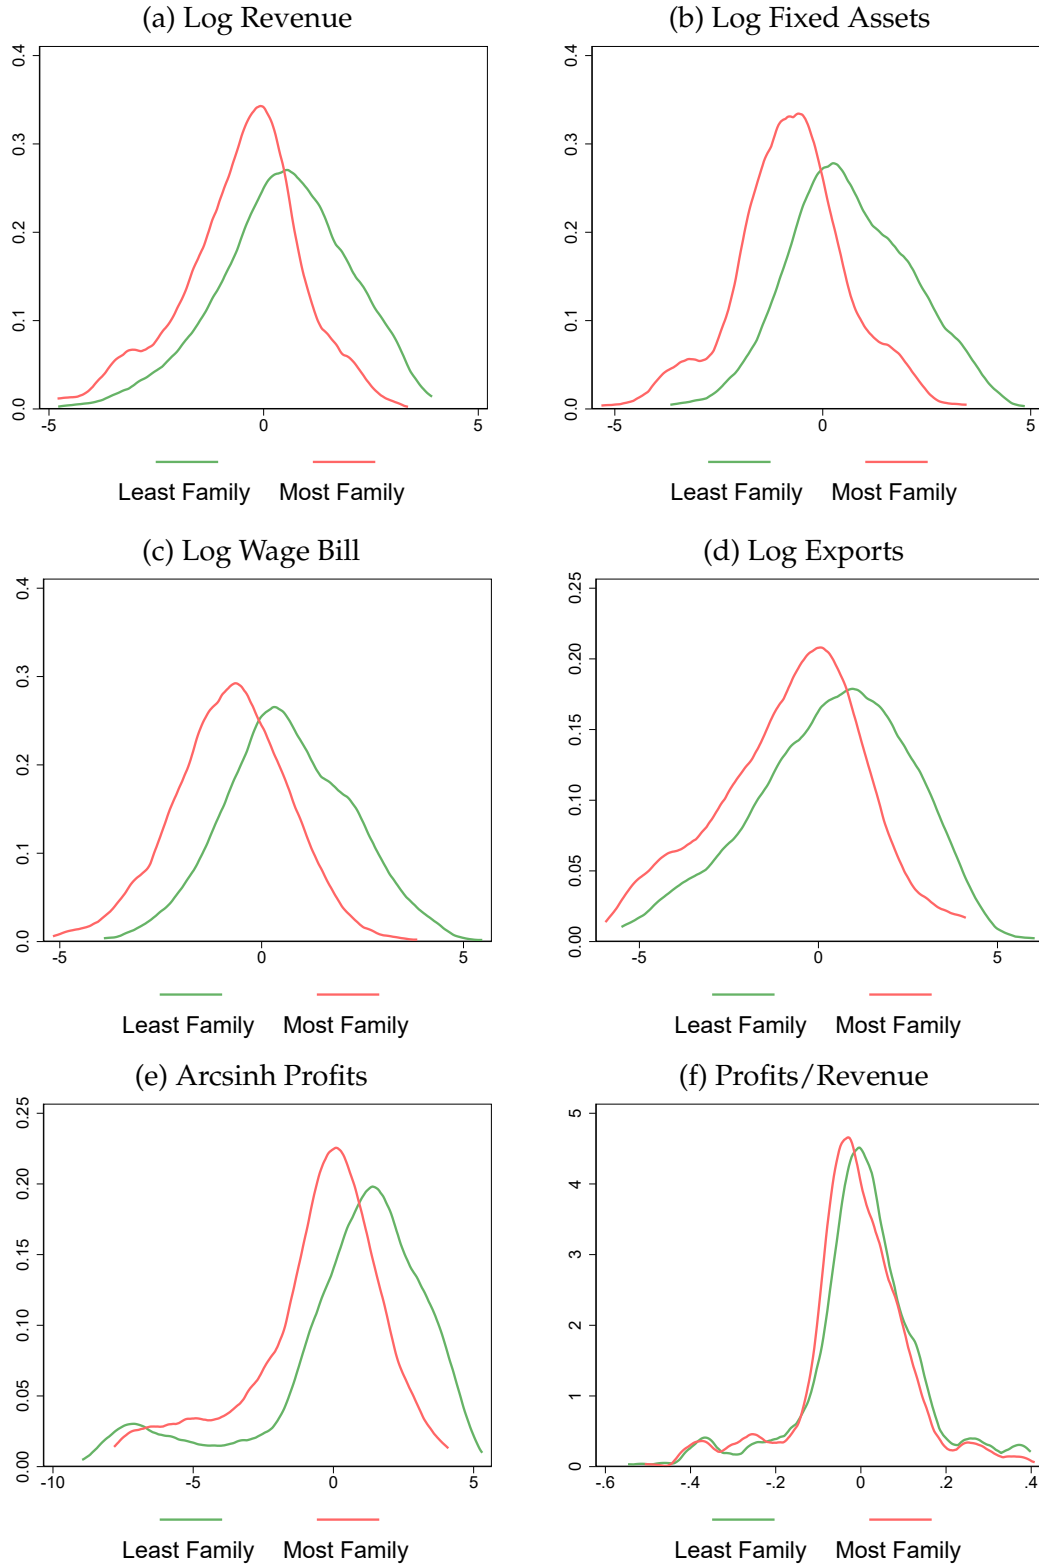 (a) Log Revenue
0.4
0.3
0.2
0.1
0.0
-5 0 5
Least Family Most Family
(b) Log Fixed Assets
0.4
0.3
0.2
0.1
0.0
-5 0 5
Least Family Most Family
(c) Log Wage Bill
0.4
0.3
0.2
0.1
0.0
-5 0 5
Least Family Most Family
(d) Log Exports
0.25
0.20
0.15
0.10
0.05
0.00
-5 0 5
Least Family Most Family
(e) Arcsinh Profits
0.25
0.20
0.15
0.10
0.05
0.00
-10 -5 0 5
Least Family Most Family
(f) Profits/Revenue
5
4
3
2
1
0
-.6 -.4 -.2 0 .2 .4
Least Family Most Family